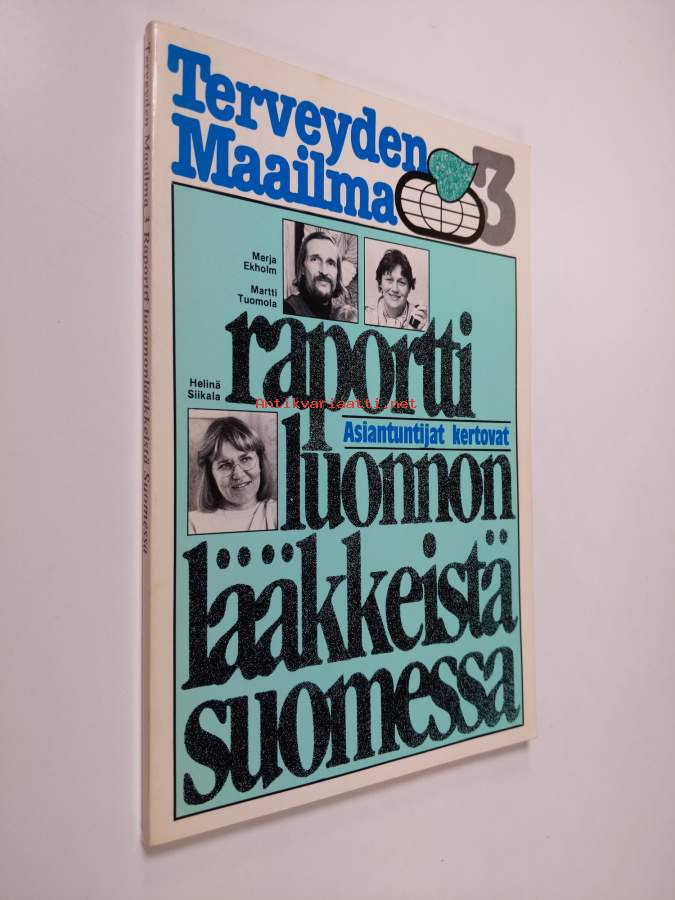 Terveyden
Maailma 3
Merja
Ekholm
Martti
Tuomola
raportti
Helinä
Siikala
Antikvariaatti.net
Asiantuntijat kertovat
luonnon
lääkkeistä
suomessa
Terveyden Maailma 3 Raportti luonnonlääkkeistä Suomessa